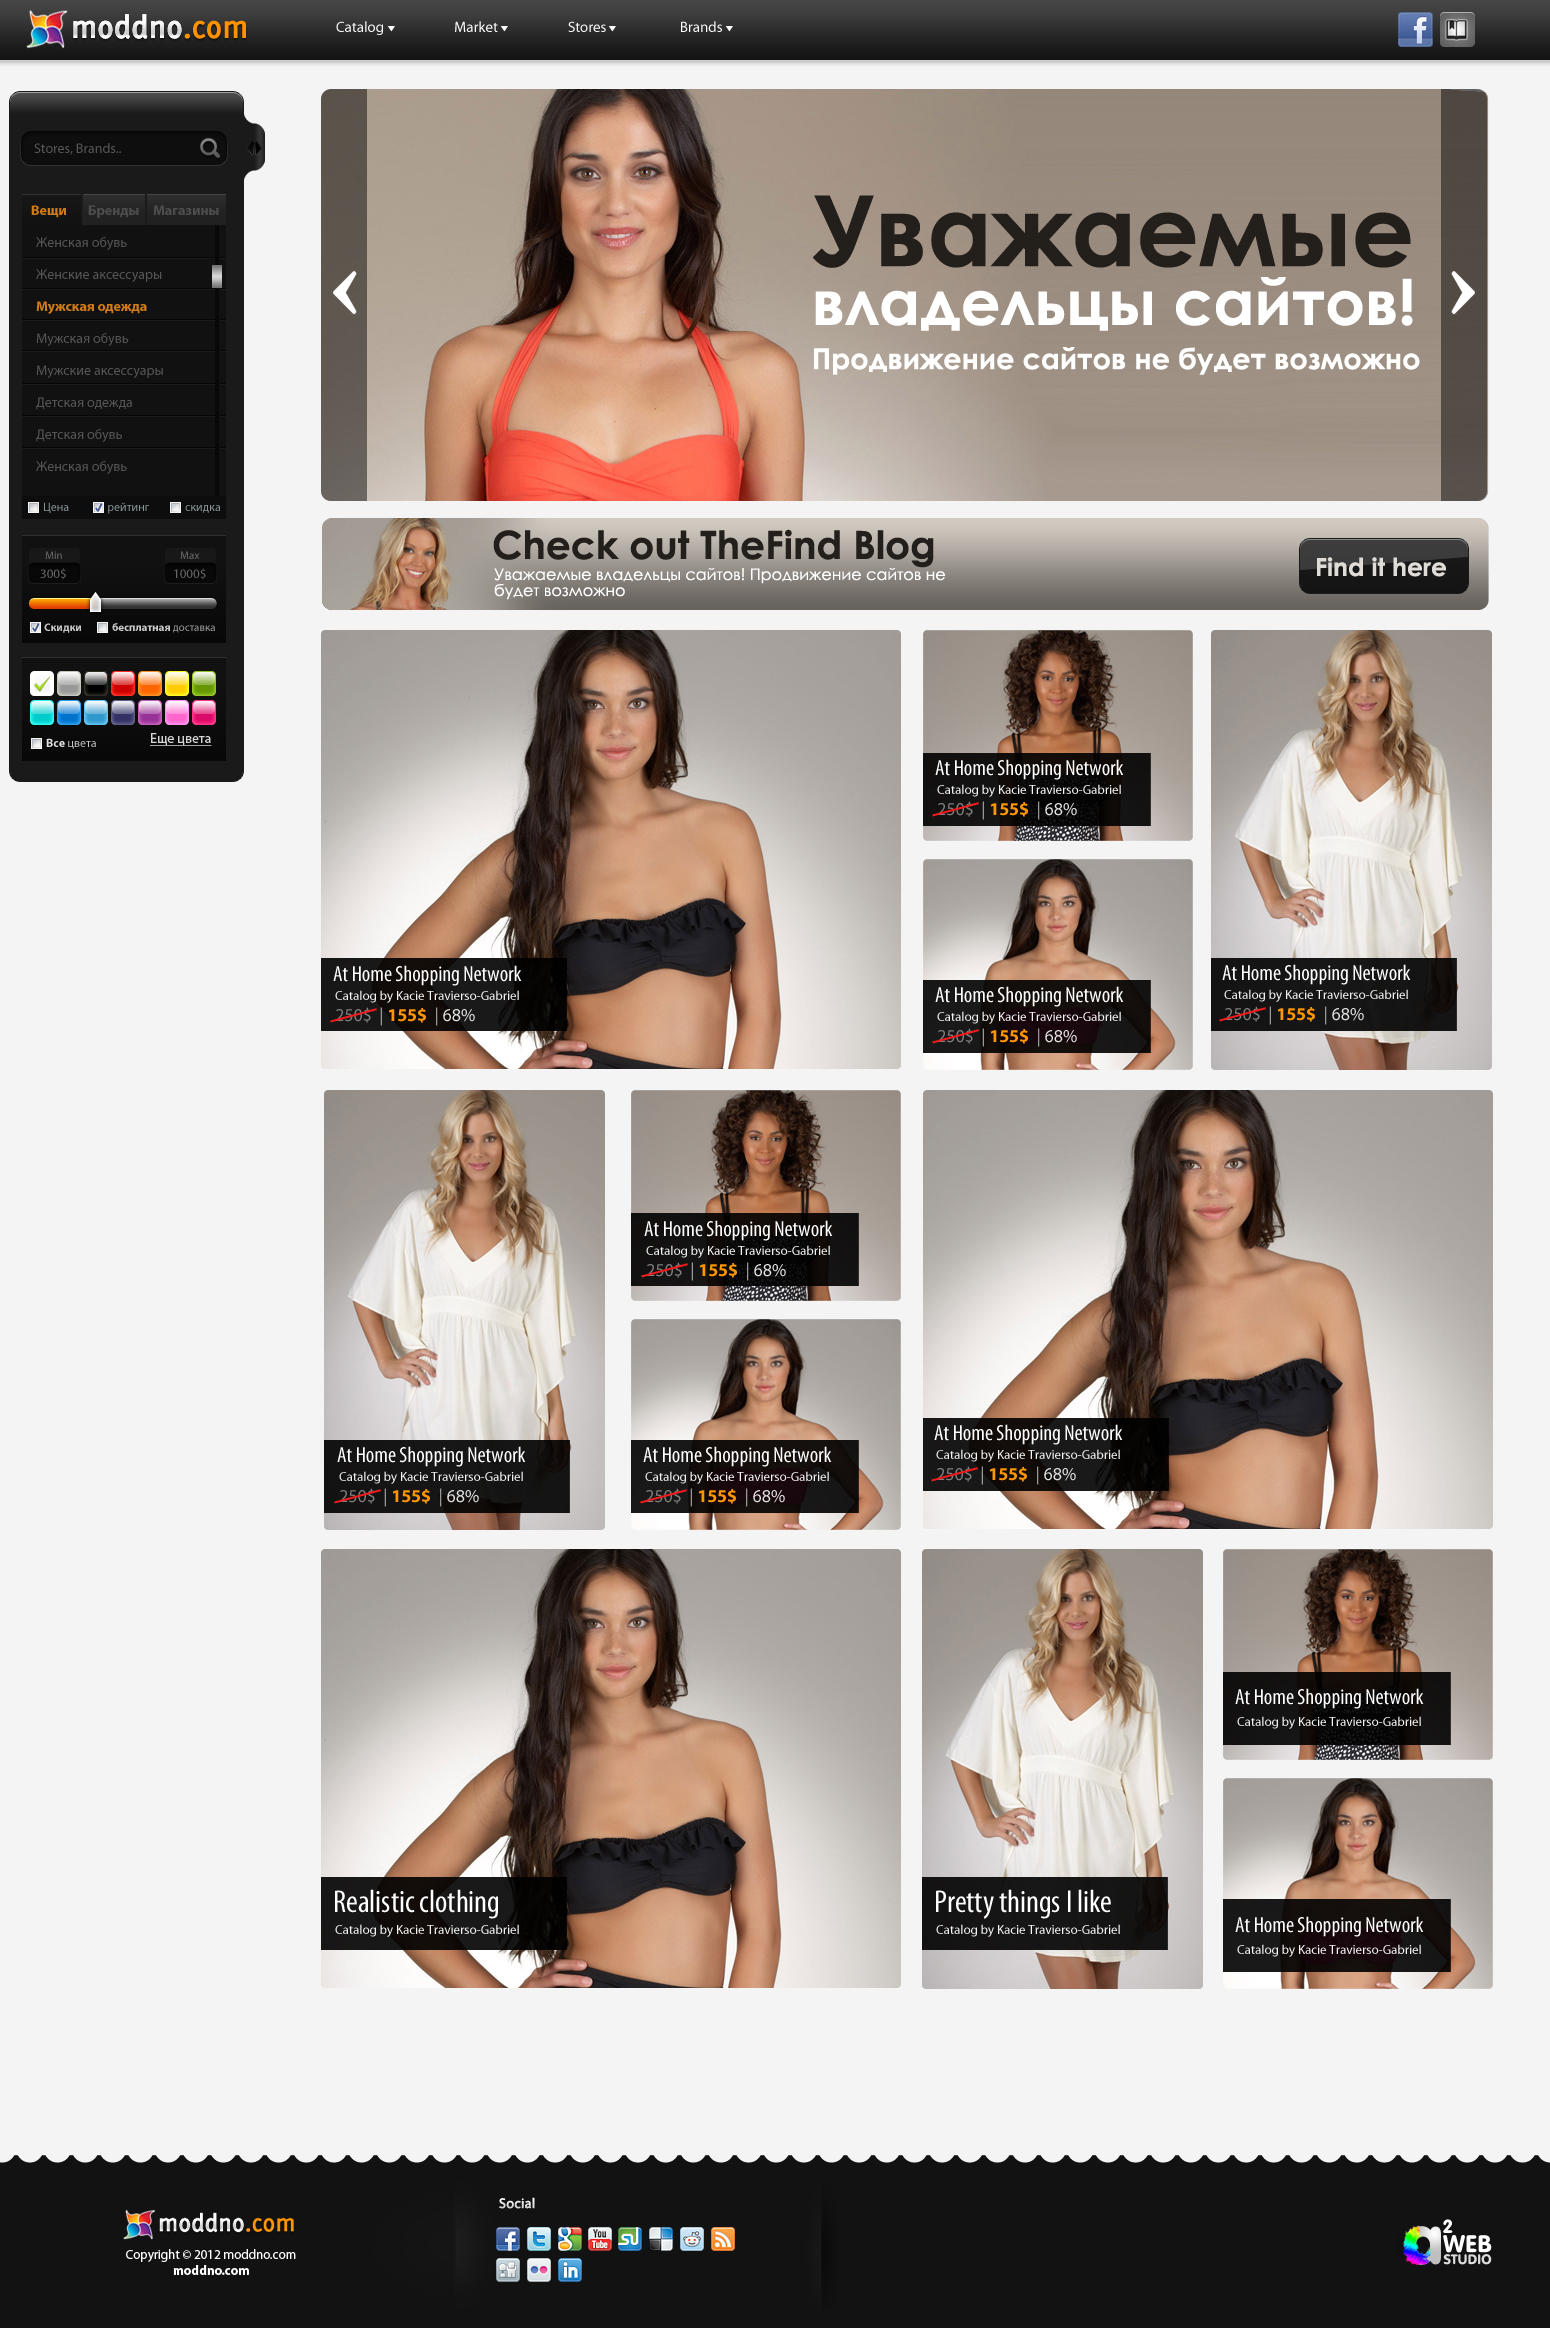 moddno.com
Catalog
Market
Stores
Brands
Stores, Brands..
Вещи
Бренды
Магазины
Женская обувь
Женские аксессуары
Мужская одежда
Мужская обувь
Мужские аксессуары
Детская одежда
Детская обувь
Женская обувь
Цена
рейтинг
скидка
Min
Max
300$
1000$
Скидки
бесплатная доставка
Все цвета
Еще цвета
Уважаемые
владельцы сайтов!
Продвижение сайтов не будет возможно
Check out TheFind Blog
Уважаемые владельцы сайтов! Продвижение сайтов не
будет возможно
Find it here
At Home Shopping Network
Catalog by Kacie Travierso-Gabriel
250$ | 155$ | 68%
At Home Shopping Network
Catalog by Kacie Travierso-Gabriel
250$ | 155$ | 68%
At Home Shopping Network
Catalog by Kacie Travierso-Gabriel
250$ | 155$ | 68%
At Home Shopping Network
Catalog by Kacie Travierso-Gabriel
250$ | 155$ | 68%
At Home Shopping Network
Catalog by Kacie Travierso-Gabriel
250$ | 155$ | 68%
At Home Shopping Network
Catalog by Kacie Travierso-Gabriel
250$ | 155$ | 68%
At Home Shopping Network
Catalog by Kacie Travierso-Gabriel
250$ | 155$ | 68%
At Home Shopping Network
Catalog by Kacie Travierso-Gabriel
250$ | 155$ | 68%
Realistic clothing
Catalog by Kacie Travierso-Gabriel
Pretty things I like
Catalog by Kacie Travierso-Gabriel
At Home Shopping Network
Catalog by Kacie Travierso-Gabriel
At Home Shopping Network
Catalog by Kacie Travierso-Gabriel
moddno.com
Copyright © 2012 moddno.com
moddno.com
Social
You
Tube
a2 WEB
STUDIO